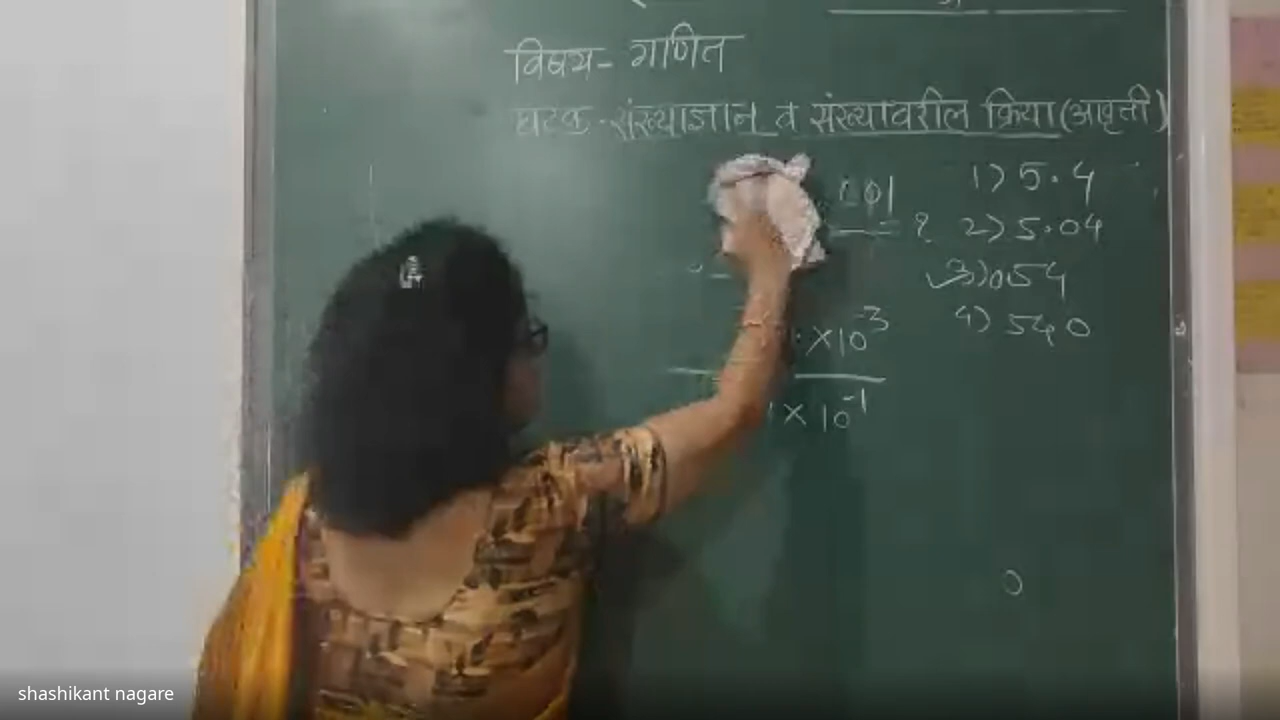 विषय- गणित
घटक-संख्याज्ञान व संख्यावरील क्रिया (आवृत्ती)
1) 5.4
= ? 2) 5.04
3) 054
×10⁻³ 4) 540
×10⁻¹
shashikant nagare